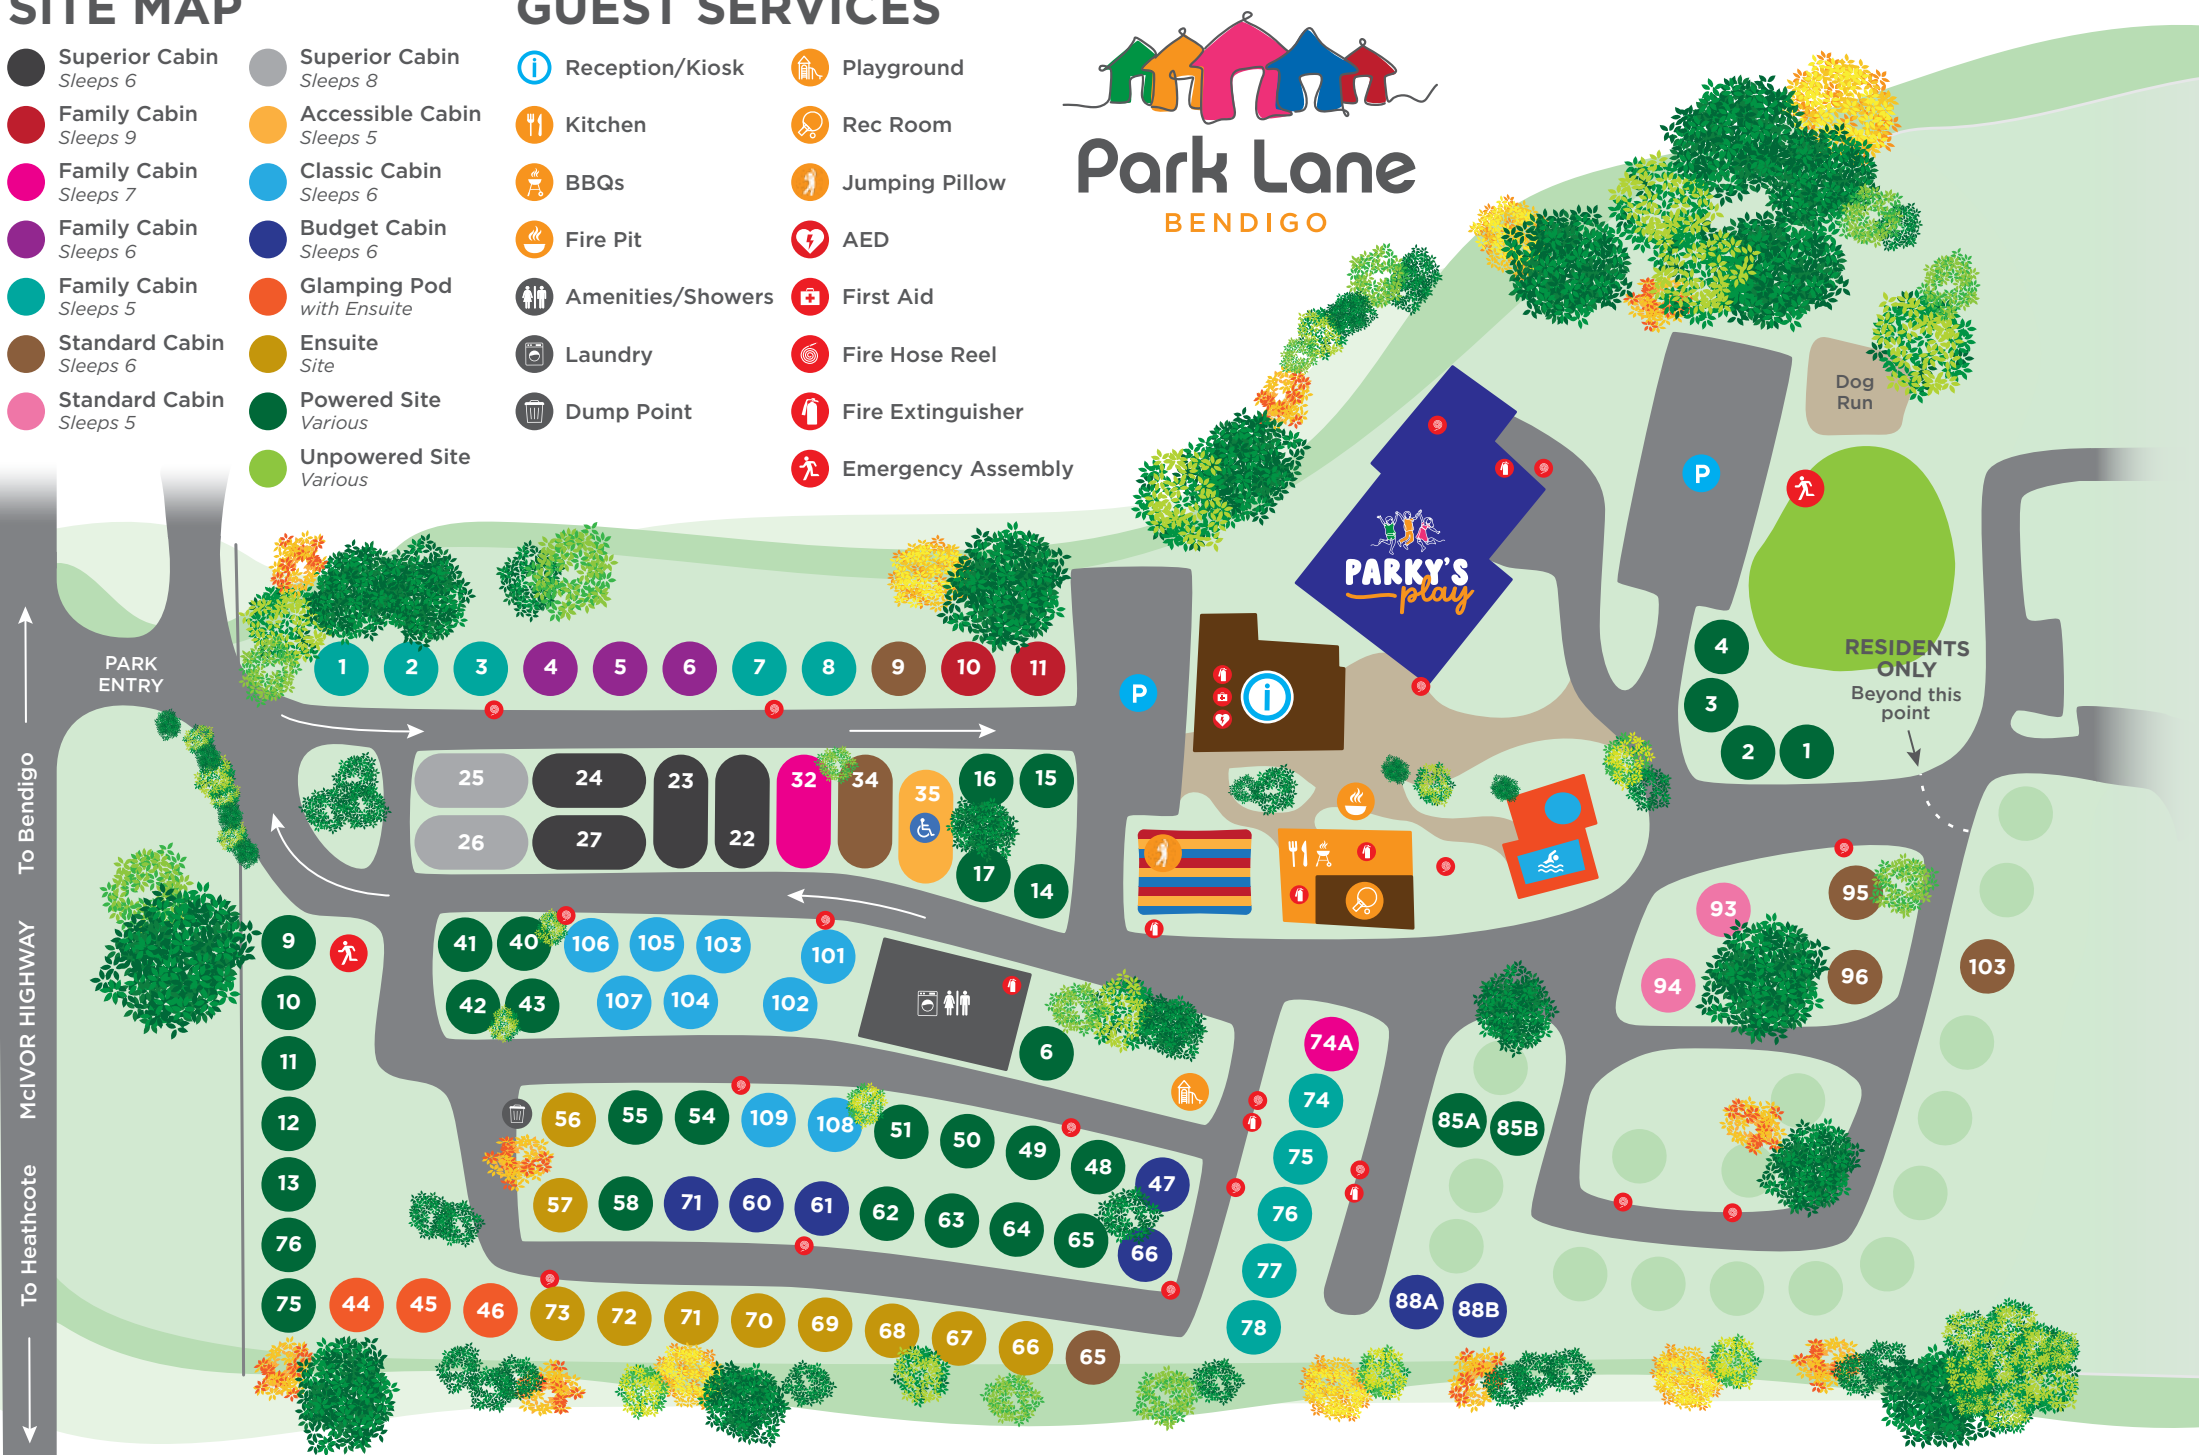 SITE MAP
Superior Cabin
Sleeps 6
Family Cabin
Sleeps 9
Family Cabin
Sleeps 7
Family Cabin
Sleeps 6
Family Cabin
Sleeps 5
Standard Cabin
Sleeps 6
Standard Cabin
Sleeps 5
Superior Cabin
Sleeps 8
Accessible Cabin
Sleeps 5
Classic Cabin
Sleeps 6
Budget Cabin
Sleeps 6
Glamping Pod
with Ensuite
Ensuite
Site
Powered Site
Various
Unpowered Site
Various
GUEST SERVICES
Reception/Kiosk
Kitchen
BBQs
Fire Pit
Amenities/Showers
Laundry
Dump Point
Playground
Rec Room
Jumping Pillow
AED
First Aid
Fire Hose Reel
Fire Extinguisher
Emergency Assembly
Park Lane
BENDIGO
Dog
Run
P
PARKY'S
play
RESIDENTS
ONLY
Beyond this
point
4
3
2 1
PARK
ENTRY
To Bendigo
McIVOR HIGHWAY
To Heathcote
1 2 3 4 5 6 7 8 9 10 11
P
i
25 24 23 22 32 34 35 16 15
26 27 17 14
9
10
11
12
13
76
75
41 40 106 105 103 101
42 43 107 104 102
6
56 55 54 109 108 51 50 49 48 47
57 58 71 60 61 62 63 64 65 66
44 45 46 73 72 71 70 69 68 67 66 65
74A
74
75
76
77
78
85A 85B
88A 88B
93 95
94 96
103